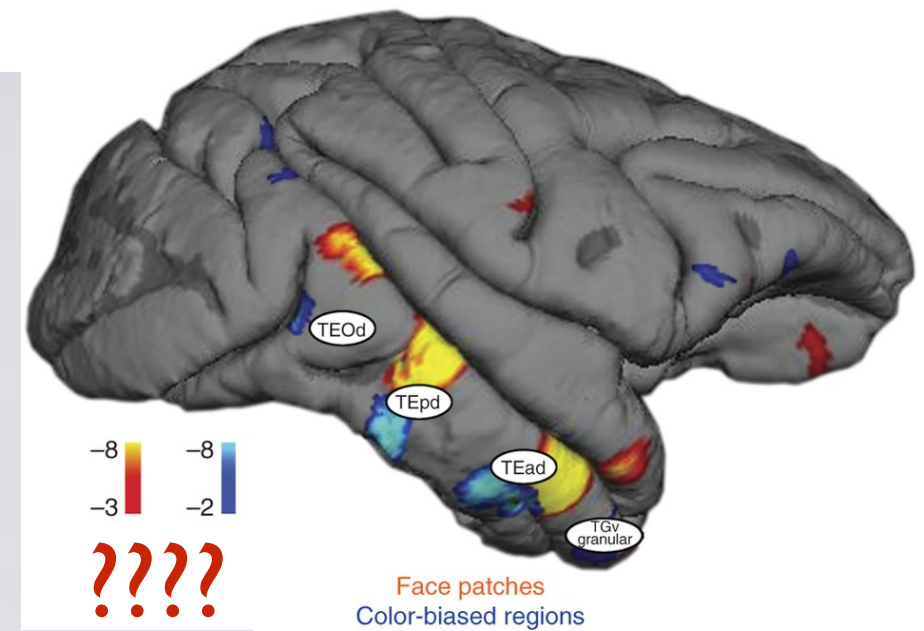 TEOd
TEpd
TEad
TGv
granular
–8 –8
–3 –2
????
Face patches
Color-biased regions